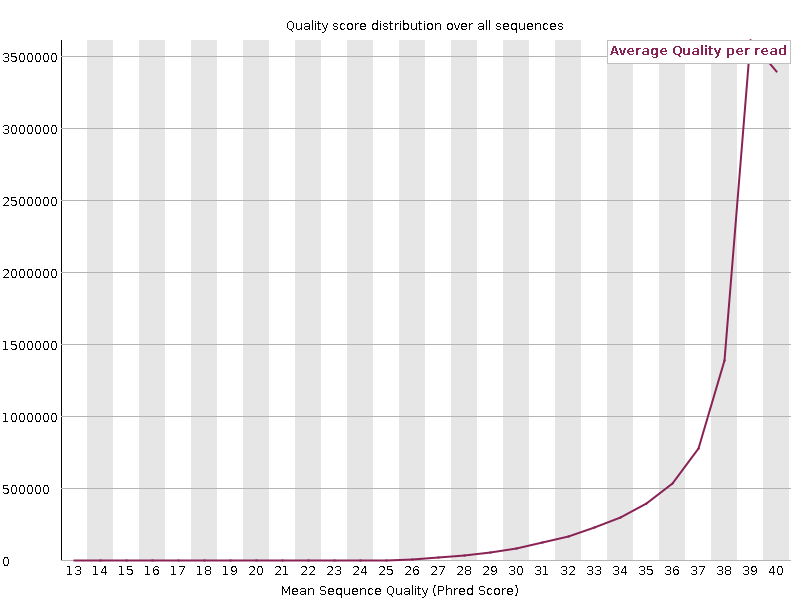 Quality score distribution over all sequences
Average Quality per read
3500000
3000000
2500000
2000000
1500000
1000000
500000
0
13 14 15 16 17 18 19 20 21 22 23 24 25 26 27 28 29 30 31 32 33 34 35 36 37 38 39 40
Mean Sequence Quality (Phred Score)